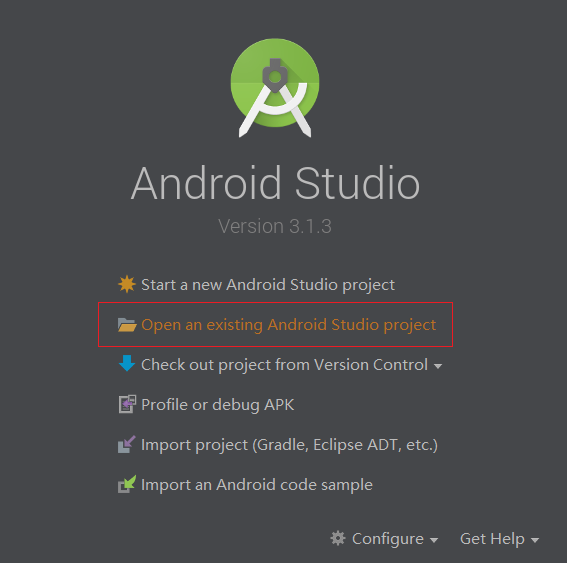 Android Studio
Version 3.1.3
Start a new Android Studio project
Open an existing Android Studio project
Check out project from Version Control
Profile or debug APK
Import project (Gradle, Eclipse ADT, etc.)
Import an Android code sample
Configure Get Help